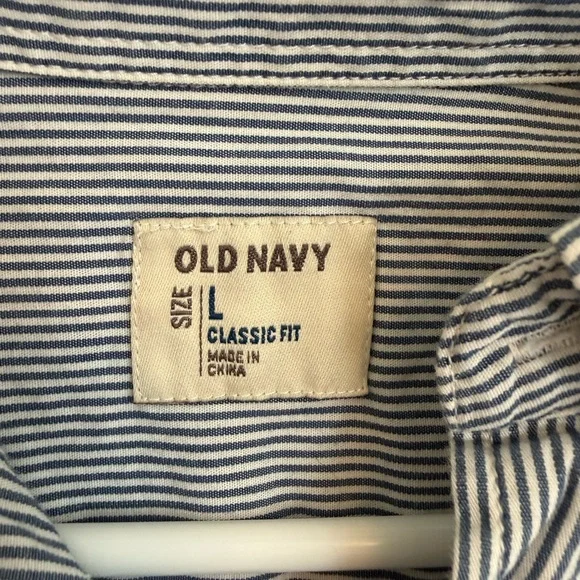 OLD NAVY
SIZE
L
CLASSIC FIT
MADE IN
CHINA